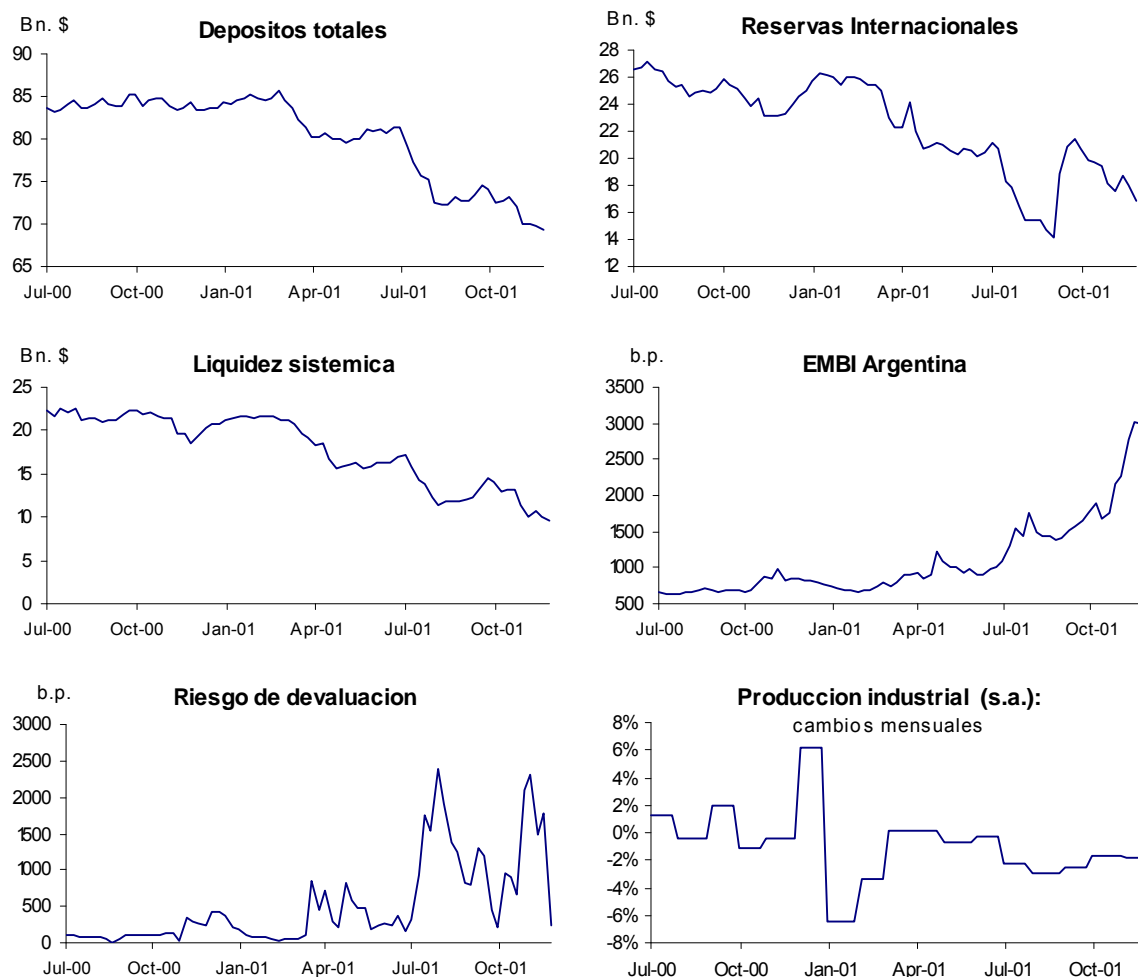 Bn. $
Depositos totales
90
85
80
75
70
65
Jul-00 Oct-00 Jan-01 Apr-01 Jul-01 Oct-01
Bn. $
Reservas Internacionales
28
26
24
22
20
18
16
14
12
Jul-00 Oct-00 Jan-01 Apr-01 Jul-01 Oct-01
Bn. $
Liquidez sistemica
25
20
15
10
5
0
Jul-00 Oct-00 Jan-01 Apr-01 Jul-01 Oct-01
b.p.
EMBI Argentina
3500
3000
2500
2000
1500
1000
500
Jul-00 Oct-00 Jan-01 Apr-01 Jul-01 Oct-01
b.p.
Riesgo de devaluacion
3000
2500
2000
1500
1000
500
0
Jul-00 Oct-00 Jan-01 Apr-01 Jul-01 Oct-01
Produccion industrial (s.a.):
cambios mensuales
8%
6%
4%
2%
0%
-2%
-4%
-6%
-8%
Jul-00 Oct-00 Jan-01 Apr-01 Jul-01 Oct-01